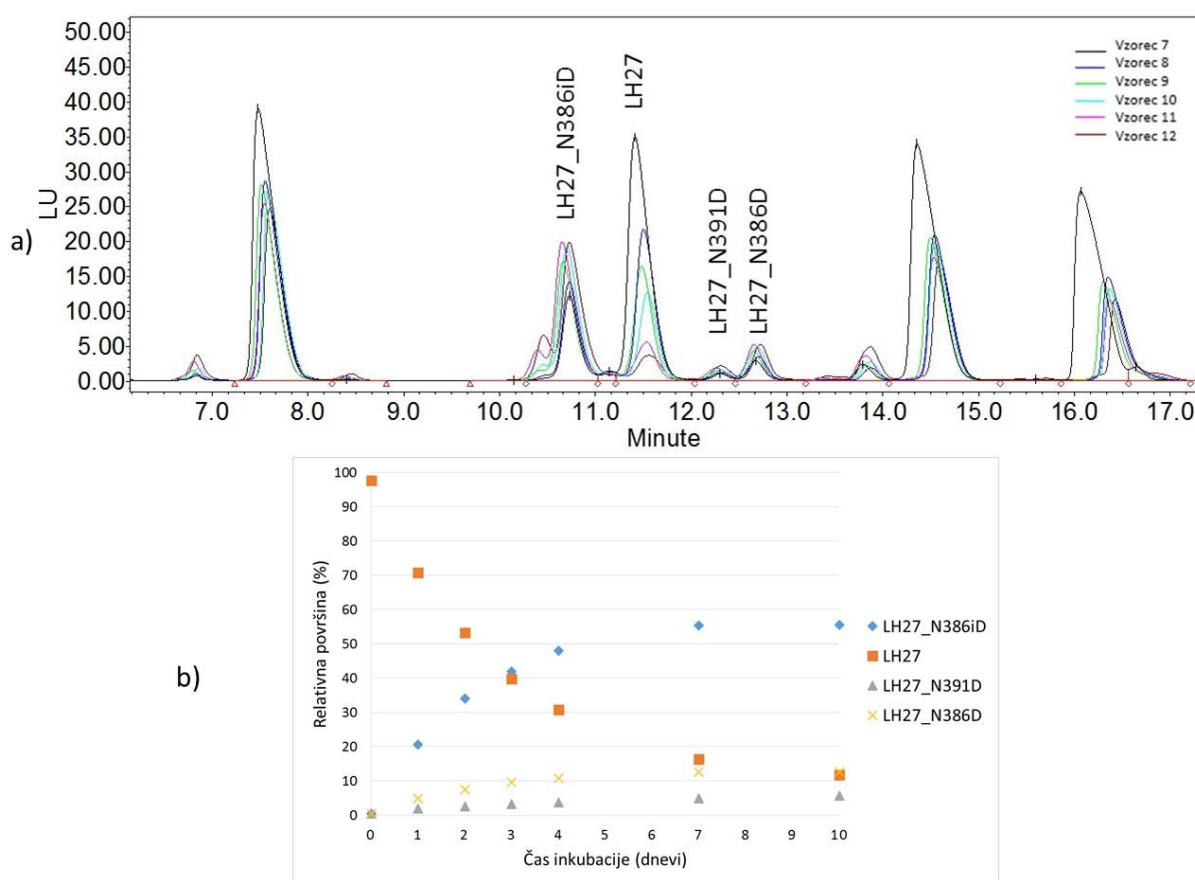 a)
LU
50.00
45.00
40.00
35.00
30.00
25.00
20.00
15.00
10.00
5.00
0.00
LH27_N386iD
LH27
LH27_N391D
LH27_N386D
Vzorec 7
Vzorec 8
Vzorec 9
Vzorec 10
Vzorec 11
Vzorec 12
7.0 8.0 9.0 10.0 11.0 12.0 13.0 14.0 15.0 16.0 17.0
Minute
b)
Relativna površina (%)
100
90
80
70
60
50
40
30
20
10
0
0 1 2 3 4 5 6 7 8 9 10
Čas inkubacije (dnevi)
LH27_N386iD
LH27
LH27_N391D
LH27_N386D